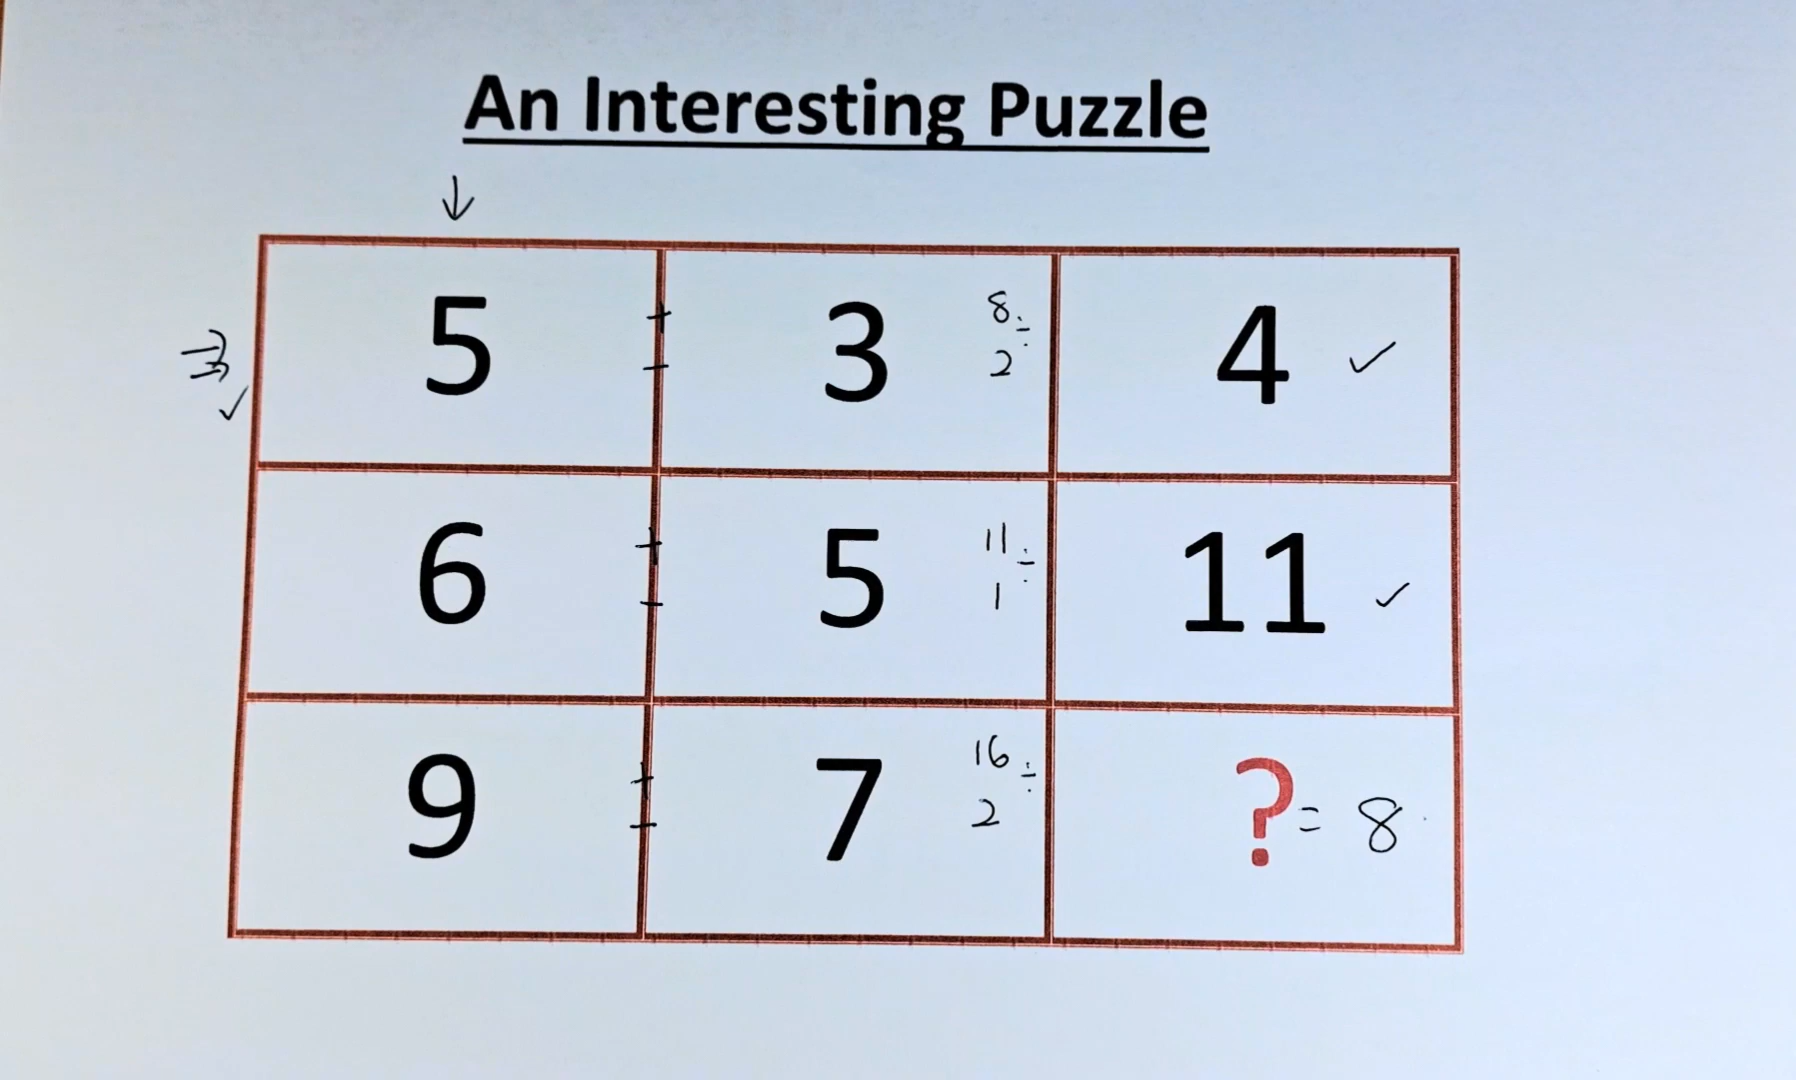 An Interesting Puzzle
↓
⇒
✓
5 + - 3 8 ÷ 2 4 ✓
6 + - 5 11 ÷ 1 11 ✓
9 + - 7 16 ÷ 2 ? = 8